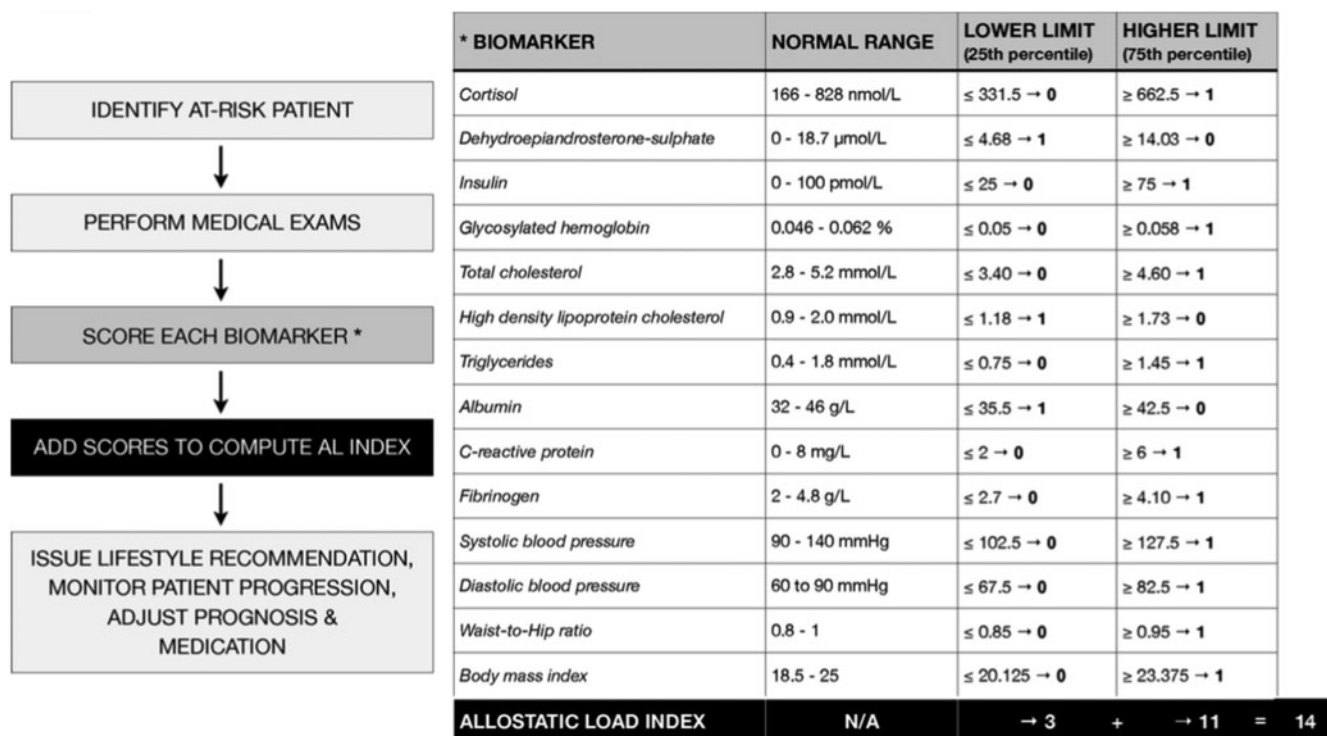 IDENTIFY AT-RISK PATIENT
PERFORM MEDICAL EXAMS
SCORE EACH BIOMARKER *
ADD SCORES TO COMPUTE AL INDEX
ISSUE LIFESTYLE RECOMMENDATION,
MONITOR PATIENT PROGRESSION,
ADJUST PROGNOSIS &
MEDICATION
* BIOMARKER NORMAL RANGE LOWER LIMIT (25th percentile) HIGHER LIMIT (75th percentile)
Cortisol 166 - 828 nmol/L ≤ 331.5 → 0 ≥ 662.5 → 1
Dehydroepiandrosterone-sulphate 0 - 18.7 µmol/L ≤ 4.68 → 1 ≥ 14.03 → 0
Insulin 0 - 100 pmol/L ≤ 25 → 0 ≥ 75 → 1
Glycosylated hemoglobin 0.046 - 0.062 % ≤ 0.05 → 0 ≥ 0.058 → 1
Total cholesterol 2.8 - 5.2 mmol/L ≤ 3.40 → 0 ≥ 4.60 → 1
High density lipoprotein cholesterol 0.9 - 2.0 mmol/L ≤ 1.18 → 1 ≥ 1.73 → 0
Triglycerides 0.4 - 1.8 mmol/L ≤ 0.75 → 0 ≥ 1.45 → 1
Albumin 32 - 46 g/L ≤ 35.5 → 1 ≥ 42.5 → 0
C-reactive protein 0 - 8 mg/L ≤ 2 → 0 ≥ 6 → 1
Fibrinogen 2 - 4.8 g/L ≤ 2.7 → 0 ≥ 4.10 → 1
Systolic blood pressure 90 - 140 mmHg ≤ 102.5 → 0 ≥ 127.5 → 1
Diastolic blood pressure 60 to 90 mmHg ≤ 67.5 → 0 ≥ 82.5 → 1
Waist-to-Hip ratio 0.8 - 1 ≤ 0.85 → 0 ≥ 0.95 → 1
Body mass index 18.5 - 25 ≤ 20.125 → 0 ≥ 23.375 → 1
ALLOSTATIC LOAD INDEX N/A → 3 + → 11 = 14